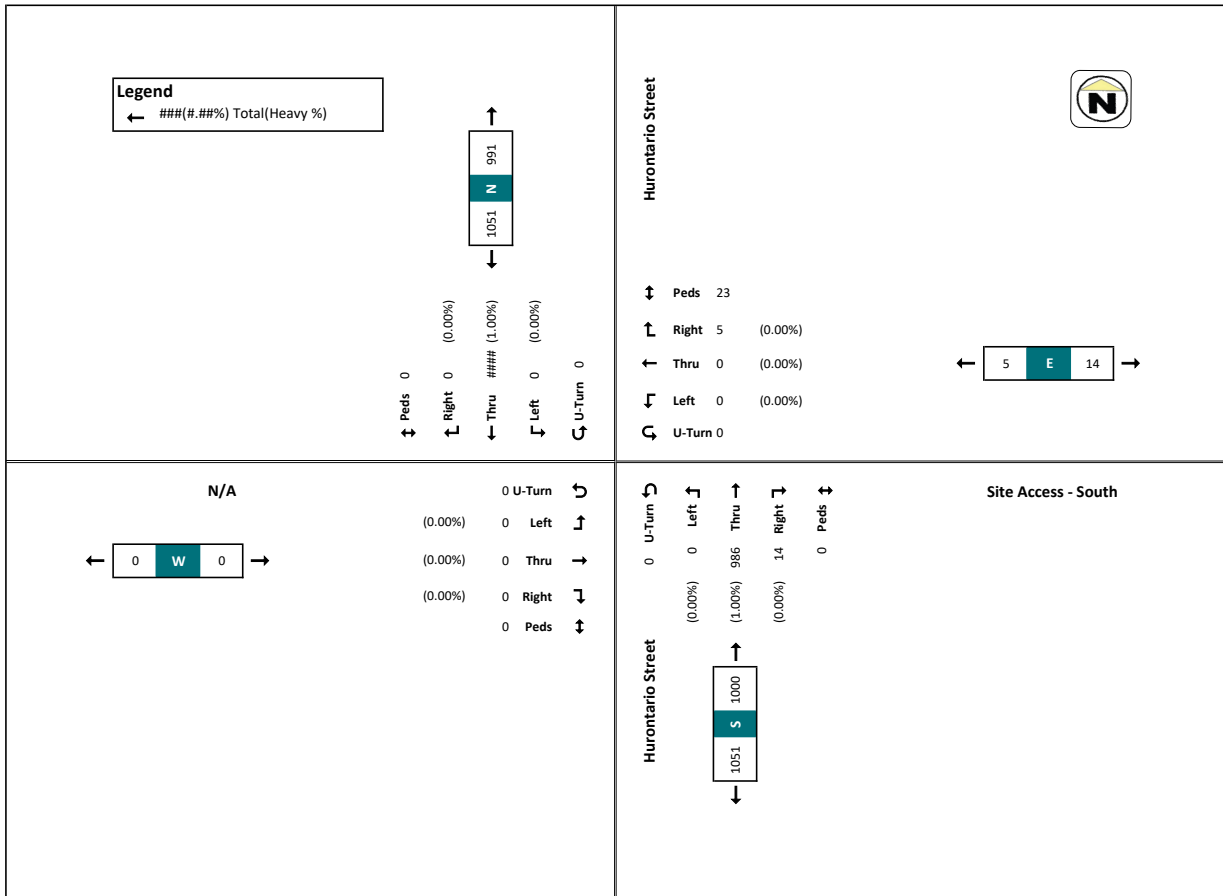 Legend
###(#.##%) Total(Heavy %)
991
N
1051
Peds 0
Right 0 (0.00%)
Thru #### (1.00%)
Left 0 (0.00%)
U-Turn 0
Hurontario Street
N
Peds 23
Right 5 (0.00%)
Thru 0 (0.00%)
Left 0 (0.00%)
U-Turn 0
5 E 14
N/A
0 W 0
0 U-Turn
(0.00%) 0 Left
(0.00%) 0 Thru
(0.00%) 0 Right
0 Peds
0 U-Turn
(0.00%) 0 Left
(1.00%) 986 Thru
(0.00%) 14 Right
0 Peds
Hurontario Street
1000
S
1051
Site Access - South